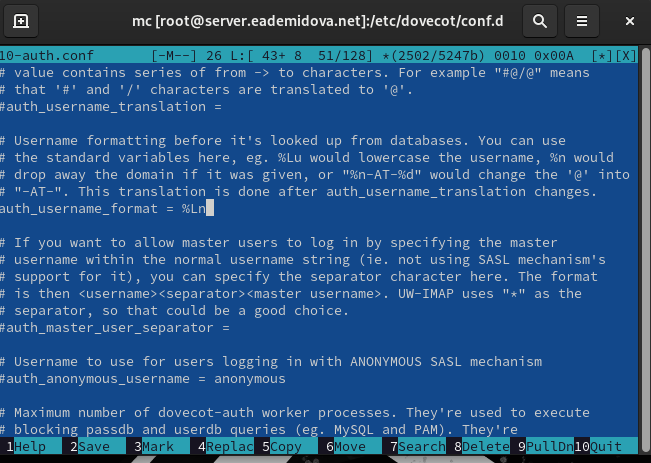 mc [root@server.eademidova.net]:/etc/dovecot/conf.d
10-auth.conf [-M--] 26 L:[ 43+ 8 51/128] *(2502/5247b) 0010 0x00A [*][X]
# value contains series of from -> to characters. For example "#@/@" means
# that '#' and '/' characters are translated to '@'.
#auth_username_translation =
# Username formatting before it's looked up from databases. You can use
# the standard variables here, eg. %Lu would lowercase the username, %n would
# drop away the domain if it was given, or "%n-AT-%d" would change the '@' into
# "-AT-". This translation is done after auth_username_translation changes.
auth_username_format = %Ln
# If you want to allow master users to log in by specifying the master
# username within the normal username string (ie. not using SASL mechanism's
# support for it), you can specify the separator character here. The format
# is then <username><separator><master username>. UW-IMAP uses "*" as the
# separator, so that could be a good choice.
#auth_master_user_separator =
# Username to use for users logging in with ANONYMOUS SASL mechanism
#auth_anonymous_username = anonymous
# Maximum number of dovecot-auth worker processes. They're used to execute
# blocking passdb and userdb queries (eg. MySQL and PAM). They're
1Help 2Save 3Mark 4Replac 5Copy 6Move 7Search 8Delete 9PullDn 10Quit